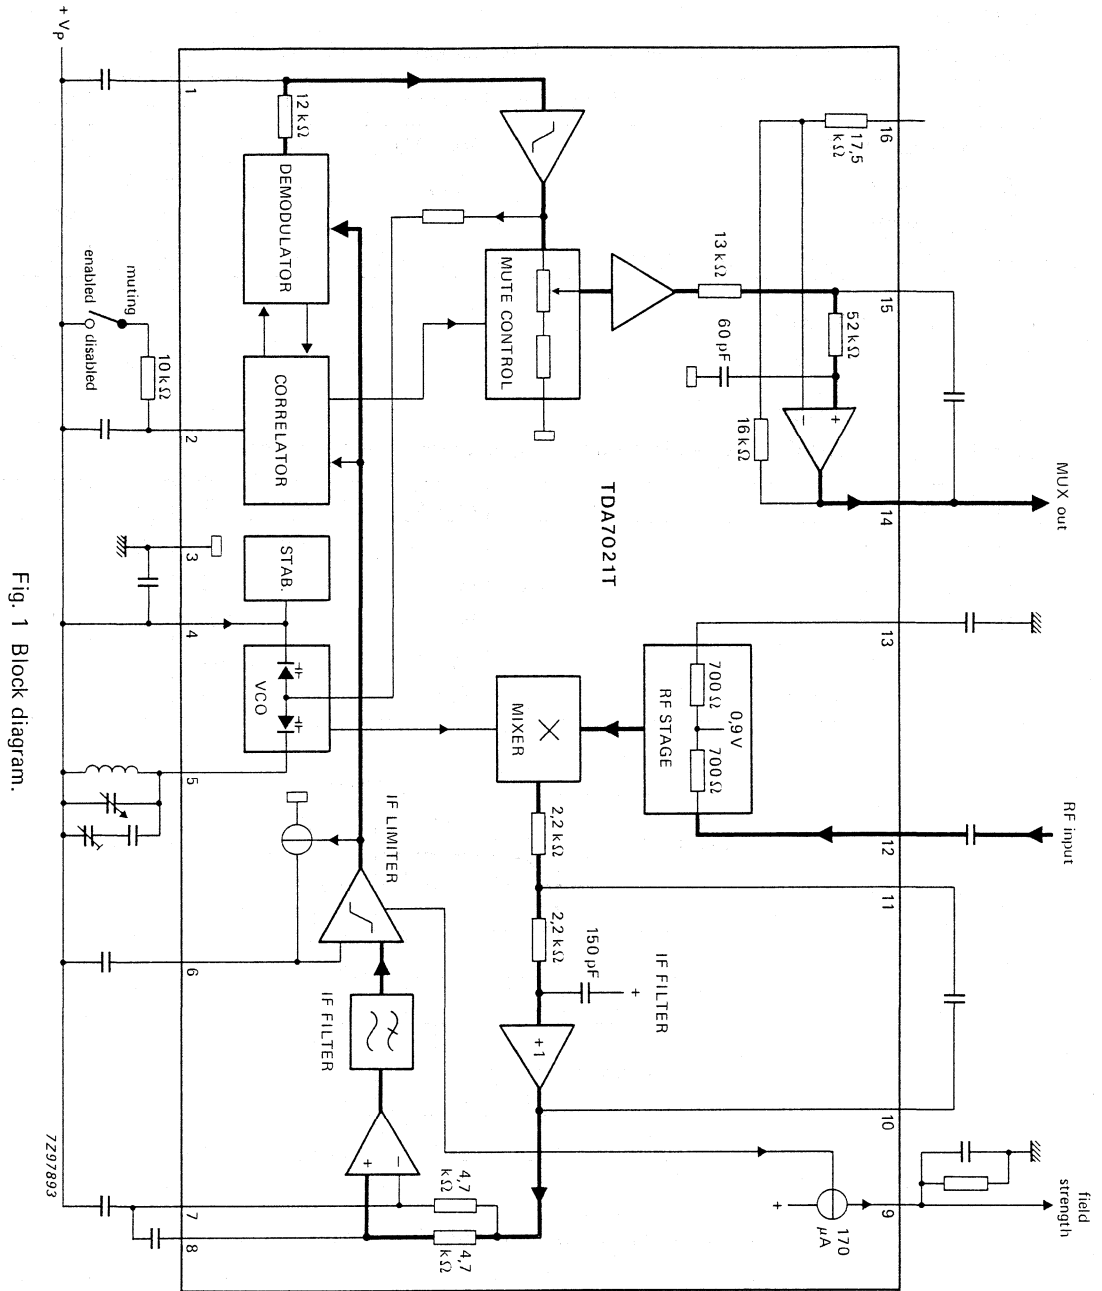 MUX out
RF input
field
strength
16
15
14
13
12
11
10
9
17,5
kΩ
13 kΩ
52 kΩ
60 pF
+
−
16 kΩ
0,9 V
700 Ω
700 Ω
RF STAGE
170
μA
+
MUTE CONTROL
TDA7021T
MIXER
2,2 kΩ
2,2 kΩ
150 pF
+
IF FILTER
+1
12 kΩ
DEMODULATOR
CORRELATOR
STAB.
VCO
IF LIMITER
IF FILTER
+
−
4,7
kΩ
4,7
kΩ
1
2
3
4
5
6
7
8
muting
enabled
disabled
10 kΩ
+ VP
7Z97893
Fig. 1 Block diagram.